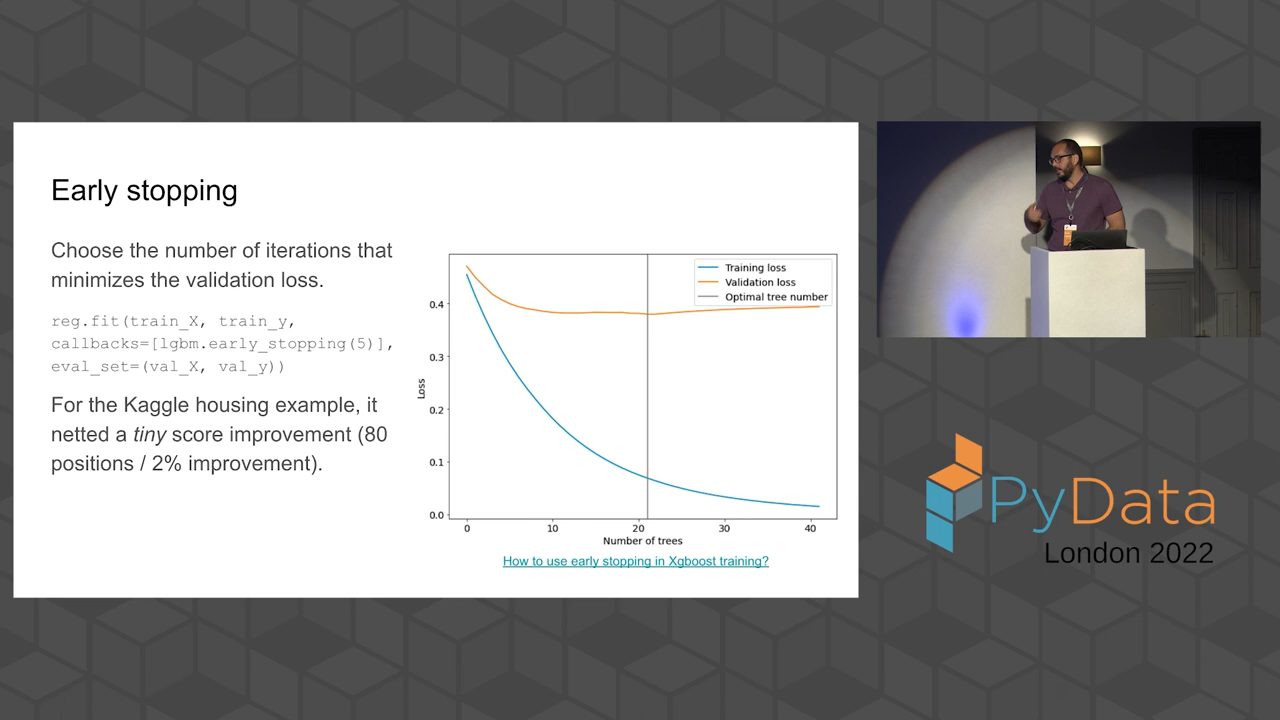 Early stopping
Choose the number of iterations that
minimizes the validation loss.
reg.fit(train_X, train_y,
callbacks=[lgbm.early_stopping(5)],
eval_set=(val_X, val_y))
For the Kaggle housing example, it
netted a tiny score improvement (80
positions / 2% improvement).
Training loss
Validation loss
Optimal tree number
0.4
0.3
0.2
0.1
0.0
Loss
0 10 20 30 40
Number of trees
How to use early stopping in Xgboost training?
PyData
London 2022